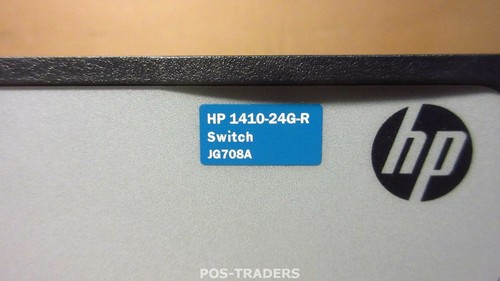 HP 1410-24G-R
Switch
JG708A
hp
POS-TRADERS